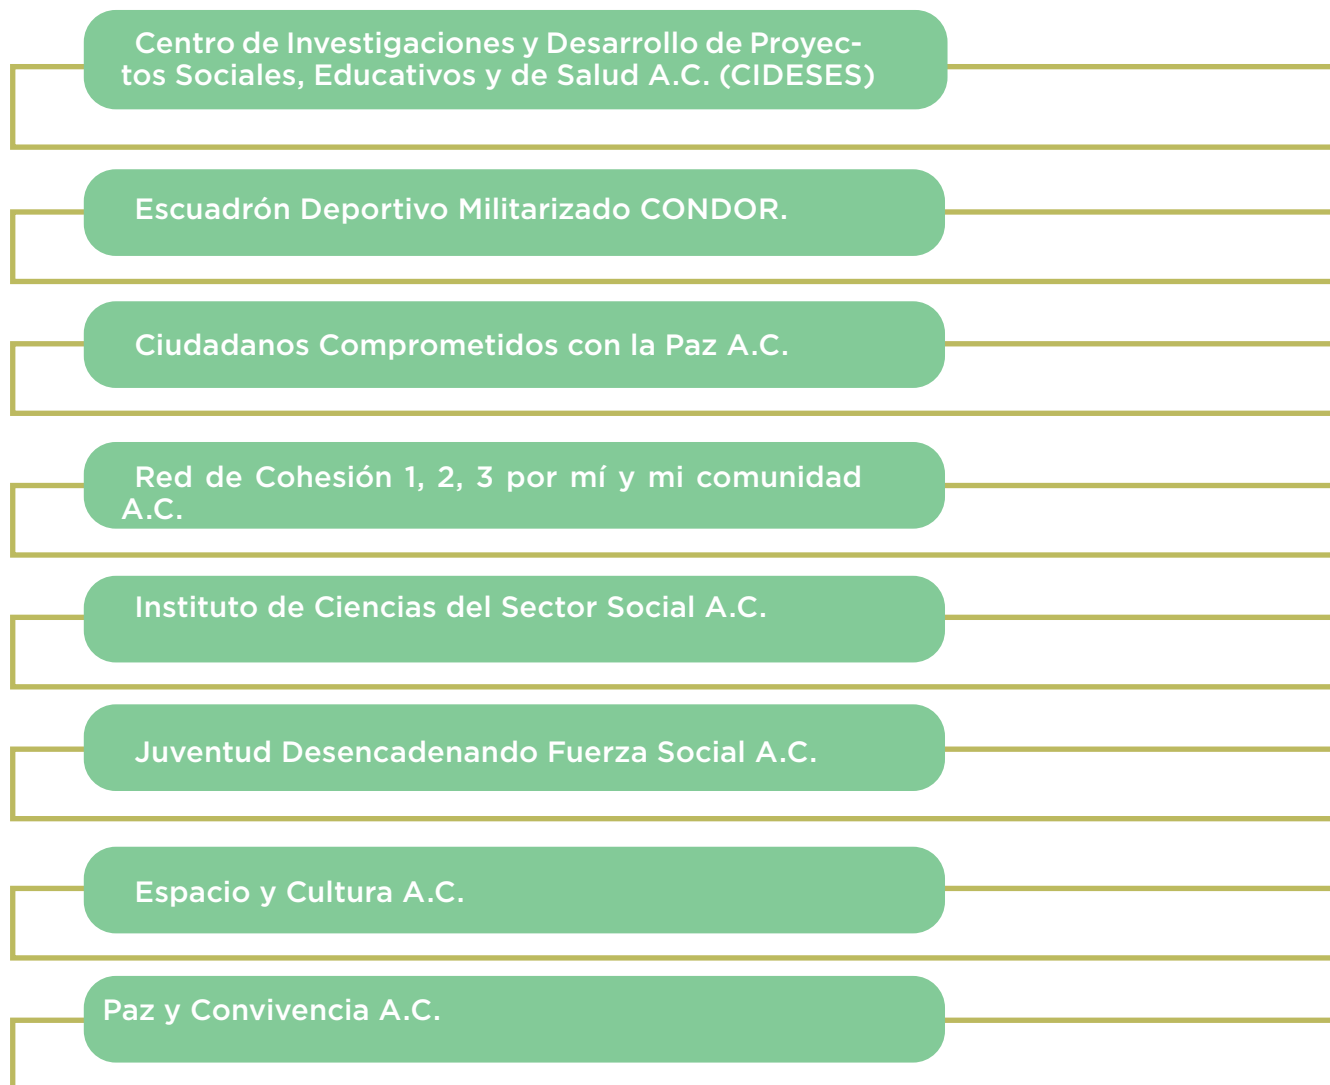 Centro de Investigaciones y Desarrollo de Proyec-
tos Sociales, Educativos y de Salud A.C. (CIDESES)
Escuadrón Deportivo Militarizado CONDOR.
Ciudadanos Comprometidos con la Paz A.C.
Red de Cohesión 1, 2, 3 por mí y mi comunidad
A.C.
Instituto de Ciencias del Sector Social A.C.
Juventud Desencadenando Fuerza Social A.C.
Espacio y Cultura A.C.
Paz y Convivencia A.C.